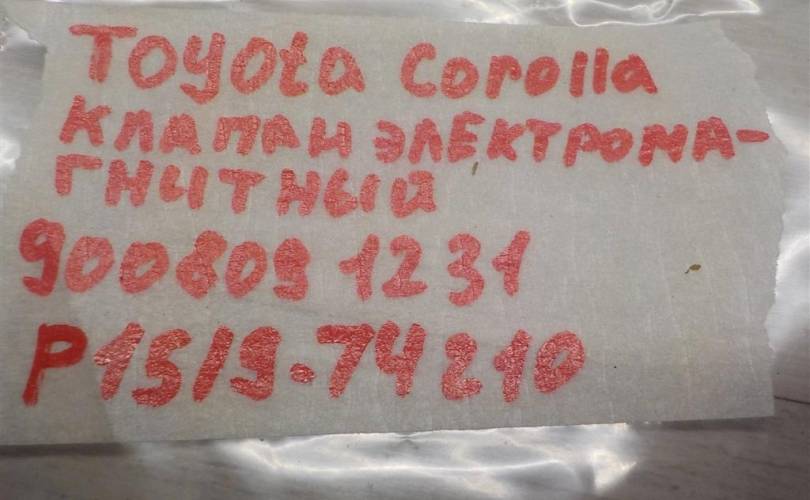 Toyota Corolla
КЛАПАН ЭЛЕКТРОМА-
ГНИТНЫЙ
900809 1231
P1519.74210